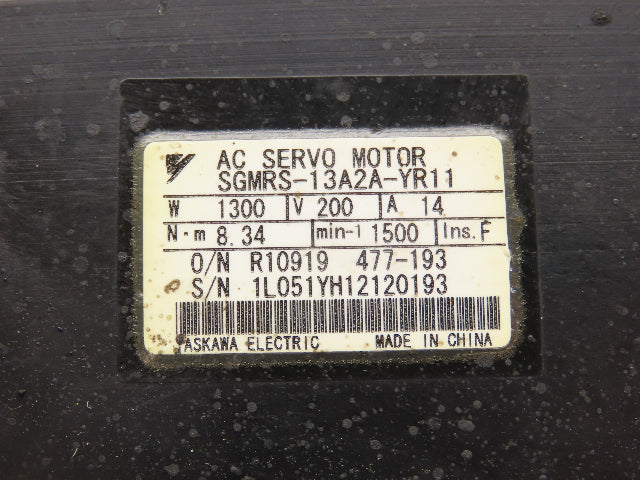 AC SERVO MOTOR
SGMRS-13A2A-YR11
W 1300 V 200 A 14
N·m 8.34 min-1 1500 Ins. F
O/N R10919 477-193
S/N 1L051YH12120193
YASKAWA ELECTRIC MADE IN CHINA